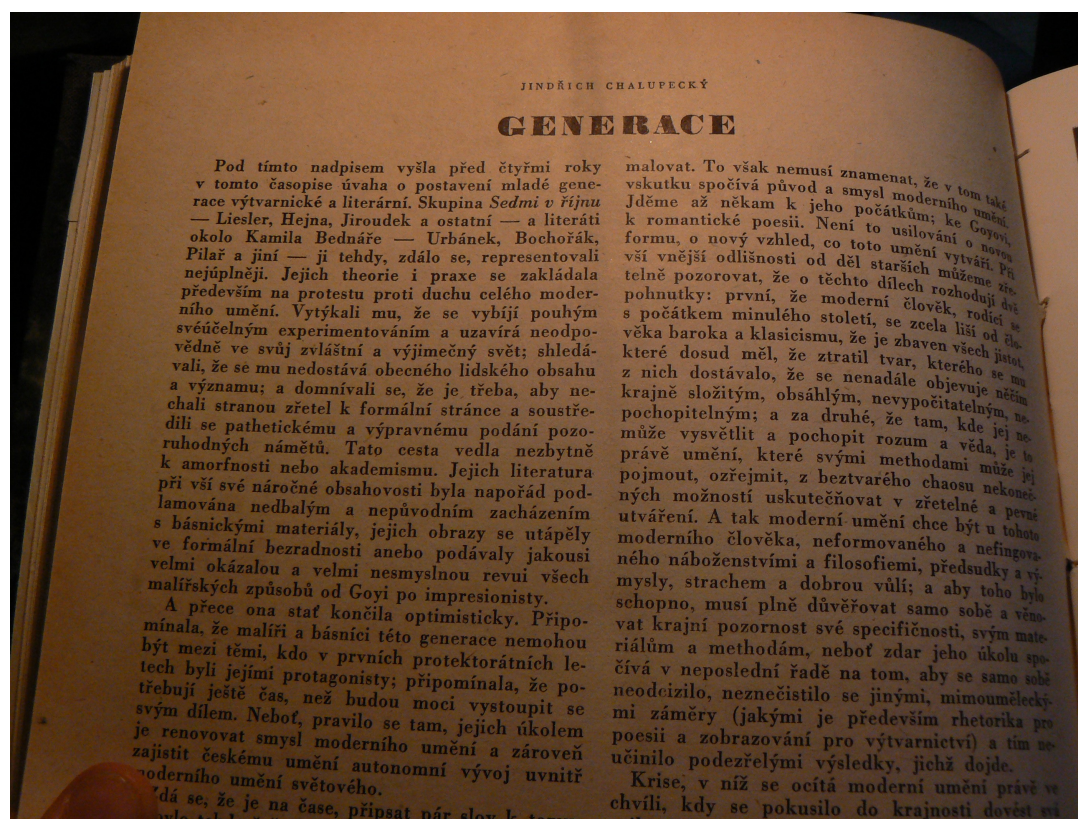 JINDŘICH CHALUPECKÝ
GENERACE
Pod tímto nadpisem vyšla před čtyřmi roky
v tomto časopise úvaha o postavení mladé gene-
race výtvarnické a literární. Skupina Sedmi v říjnu
— Liesler, Hejna, Jiroudek a ostatní — a literáti
okolo Kamila Bednáře — Urbánek, Bochořák,
Pilař a jiní — ji tehdy, zdálo se, representovali
nejúplněji. Jejich theorie i praxe se zakládala
především na protestu proti duchu celého moder-
ního umění. Vytýkali mu, že se vybíjí pouhým
svéúčelným experimentováním a uzavírá neodpo-
vědně ve svůj zvláštní a výjimečný svět; shledá-
vali, že se mu nedostává obecného lidského obsahu
a významu; a domnívali se, že je třeba, aby ne-
chali stranou zřetel k formální stránce a soustře-
dili se pathetickému a výpravnému podání pozo-
ruhodných námětů. Tato cesta vedla nezbytně
k amorfnosti nebo akademismu. Jejich literatura
při vší své náročné obsahovosti byla napořád pod-
lamována nedbalým a nepůvodním zacházením
s básnickými materiály, jejich obrazy se utápěly
ve formální bezradnosti anebo podávaly jakousi
velmi okázalou a velmi nesmyslnou revui všech
malířských způsobů od Goyi po impresionisty.
A přece ona stať končila optimisticky. Připo-
mínala, že malíři a básníci této generace nemohou
být mezi těmi, kdo v prvních protektorátních le-
tech byli jejími protagonisty; připomínala, že po-
třebují ještě čas, než budou moci vystoupit se
svým dílem. Neboť, pravilo se tam, jejich úkolem
je renovovat smysl moderního umění a zároveň
zajistit českému umění autonomní vývoj uvnitř
moderního umění světového.
Zdá se, že je na čase, připsat pár slov k
malovat. To však nemusí znamenat, že v tom také
vskutku spočívá původ a smysl moderního umění.
Jděme až někam k jeho počátkům; ke Goyovi,
k romantické poesii. Není to usilování o novou
formu, o nový vzhled, co toto umění vytváří. Při
vší vnější odlišnosti od děl starších můžeme zře-
telně pozorovat, že o těchto dílech rozhodují dvě
pohnutky: první, že moderní člověk, rodící se
s počátkem minulého století, se zcela liší od člo-
věka baroka a klasicismu, že je zbaven všech jistot,
které dosud měl, že ztratil tvar, kterého se mu
z nich dostávalo, že se nenadále objevuje něčím
krajně složitým, obsáhlým, nevypočitatelným, ne-
pochopitelným; a za druhé, že tam, kde jej ne-
může vysvětlit a pochopit rozum a věda, je to
právě umění, které svými methodami může jej
pojmout, ozřejmit, z beztvarého chaosu nekoneč-
ných možností uskutečňovat v zřetelné a pevné
utváření. A tak moderní umění chce být u tohoto
moderního člověka, neformovaného a nefingova-
ného náboženstvími a filosofiemi, předsudky a vý-
mysly, strachem a dobrou vůlí; a aby toho bylo
schopno, musí plně důvěřovat samo sobě a věno-
vat krajní pozornost své specifičnosti, svým mate-
riálům a methodám, neboť zdar jeho úkolu spo-
čívá v neposlední řadě na tom, aby se samo sobě
neodcizilo, neznečistilo se jinými, mimoumělecký-
mi záměry (jakými je především rhetorika pro
poesii a zobrazování pro výtvarnictví) a tím ne-
učinilo podezřelými výsledky, jichž dojde.
Krise, v níž se ocítá moderní umění právě ve
chvíli, kdy se pokusilo do krajnosti dovést svá